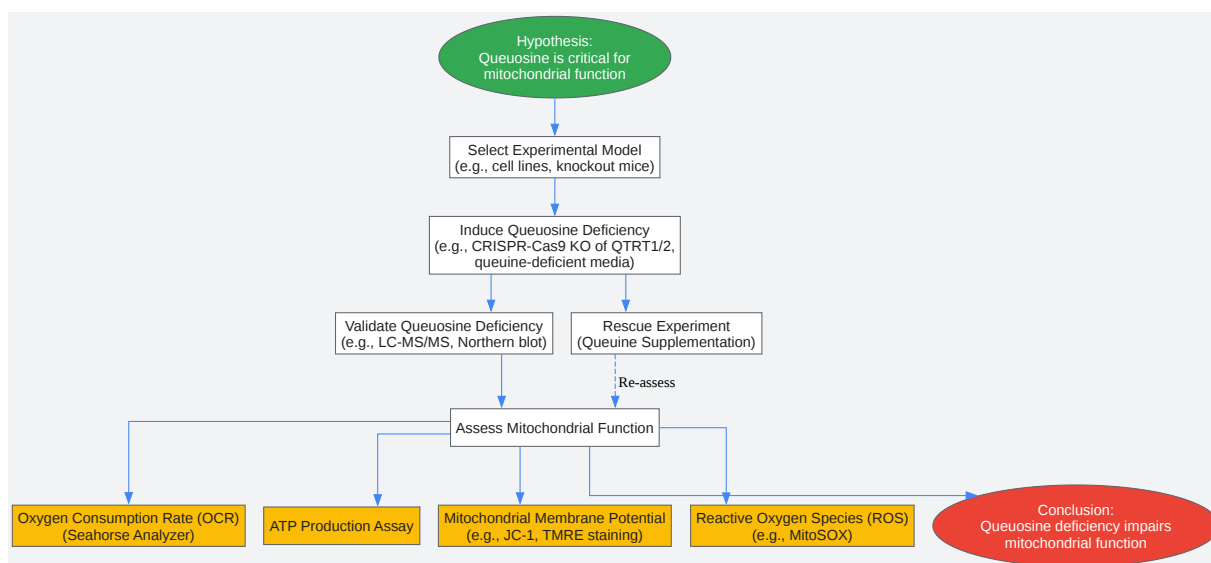 Hypothesis:
Queuosine is critical for
mitochondrial function
Select Experimental Model
(e.g., cell lines, knockout mice)
Induce Queuosine Deficiency
(e.g., CRISPR-Cas9 KO of QTRT1/2,
queuine-deficient media)
Validate Queuosine Deficiency
(e.g., LC-MS/MS, Northern blot)
Rescue Experiment
(Queuine Supplementation)
Re-assess
Assess Mitochondrial Function
Oxygen Consumption Rate (OCR)
(Seahorse Analyzer)
ATP Production Assay
Mitochondrial Membrane Potential
(e.g., JC-1, TMRE staining)
Reactive Oxygen Species (ROS)
(e.g., MitoSOX)
Conclusion:
Queuosine deficiency impairs
mitochondrial function